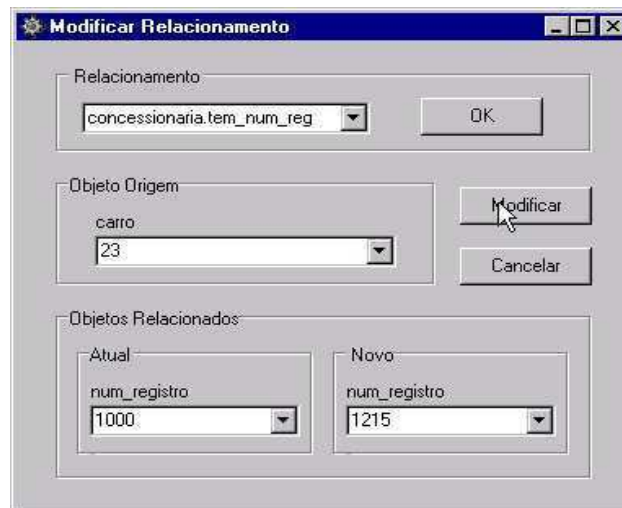 Modificar Relacionamento
Relacionamento
concessionaria.tem_num_reg
OK
Objeto Origem
carro
23
Modificar
Cancelar
Objetos Relacionados
Atual
Novo
num_registro
num_registro
1000
1215